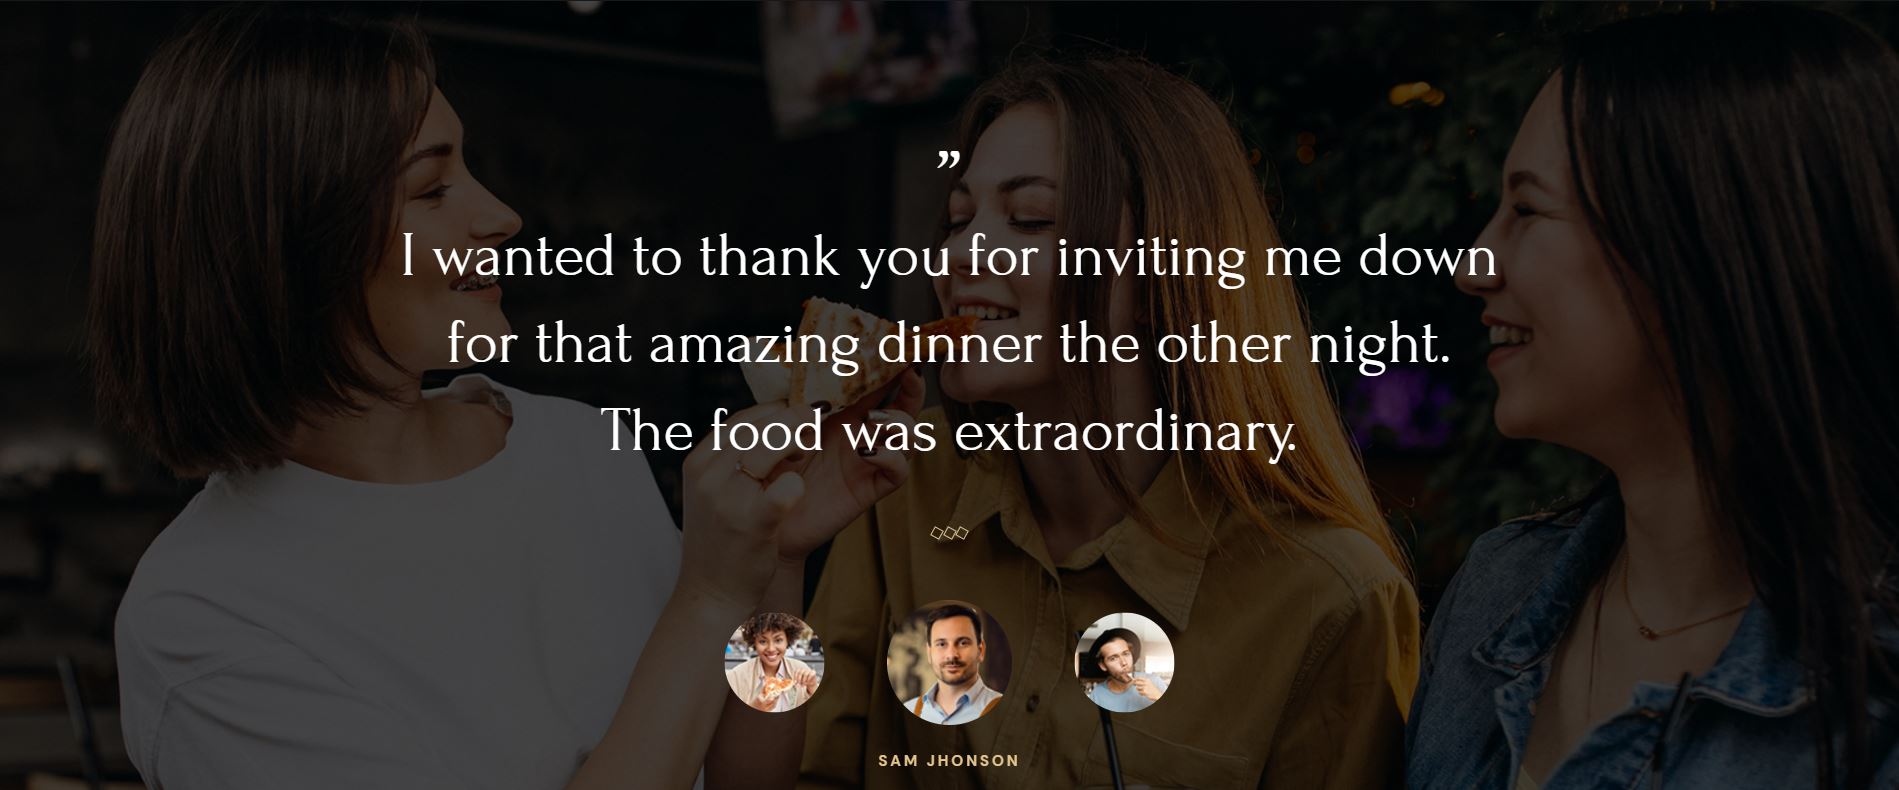 ”
I wanted to thank you for inviting me down
for that amazing dinner the other night.
The food was extraordinary.
SAM JHONSON